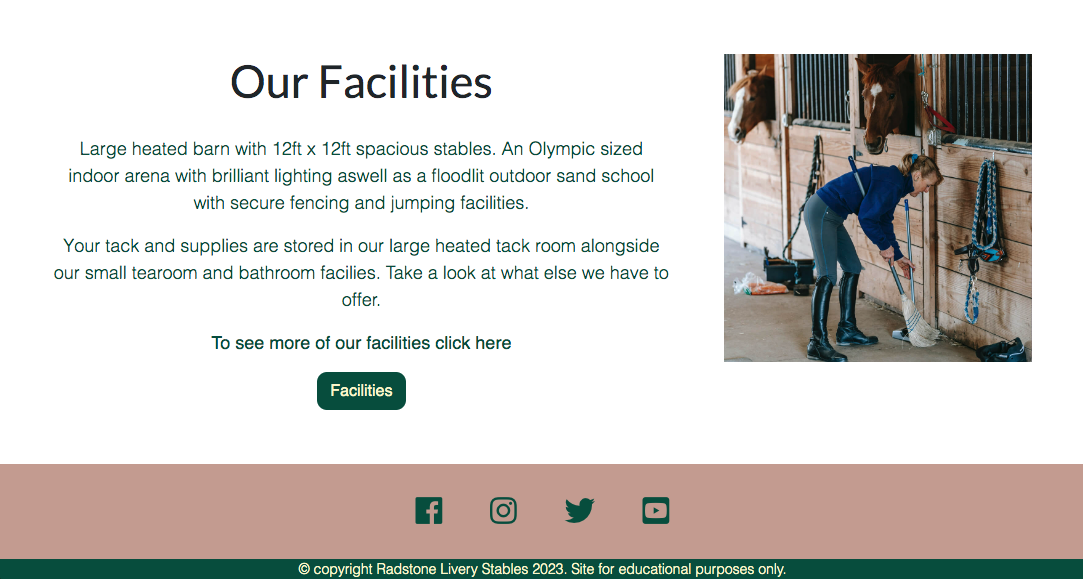 Our Facilities
Large heated barn with 12ft x 12ft spacious stables. An Olympic sized
indoor arena with brilliant lighting aswell as a floodlit outdoor sand school
with secure fencing and jumping facilities.
Your tack and supplies are stored in our large heated tack room alongside
our small tearoom and bathroom facilies. Take a look at what else we have to
offer.
To see more of our facilities click here
Facilities
© copyright Radstone Livery Stables 2023. Site for educational purposes only.